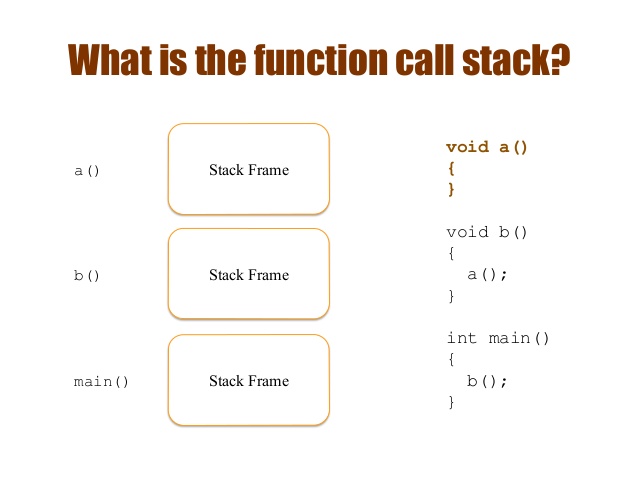 What is the function call stack?
a()
Stack Frame
b()
Stack Frame
main()
Stack Frame
void a()
{
}
void b()
{
  a();
}
int main()
{
  b();
}